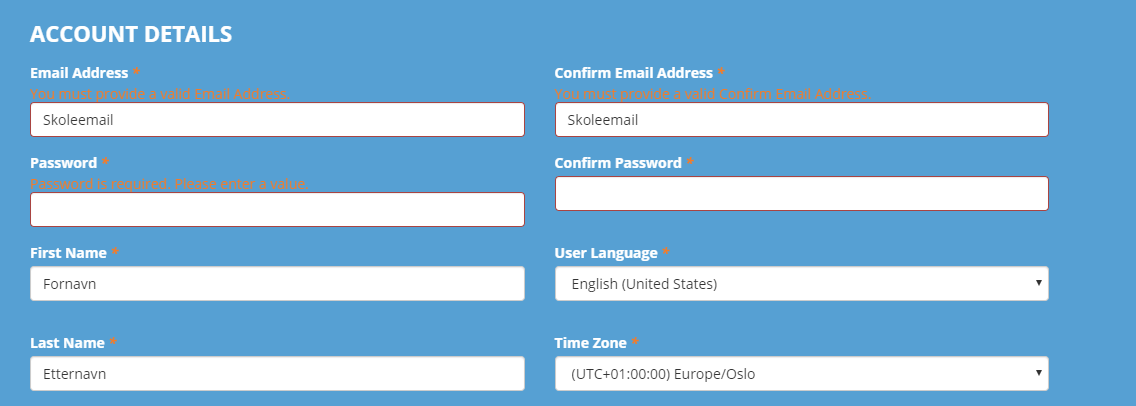 ACCOUNT DETAILS
Email Address *
Confirm Email Address *
You must provide a valid Email Address.
You must provide a valid Confirm Email Address.
Skoleemail
Skoleemail
Password *
Confirm Password *
Password is required. Please enter a value.
First Name *
User Language *
Fornavn
English (United States)
Last Name *
Time Zone *
Etternavn
(UTC+01:00:00) Europe/Oslo